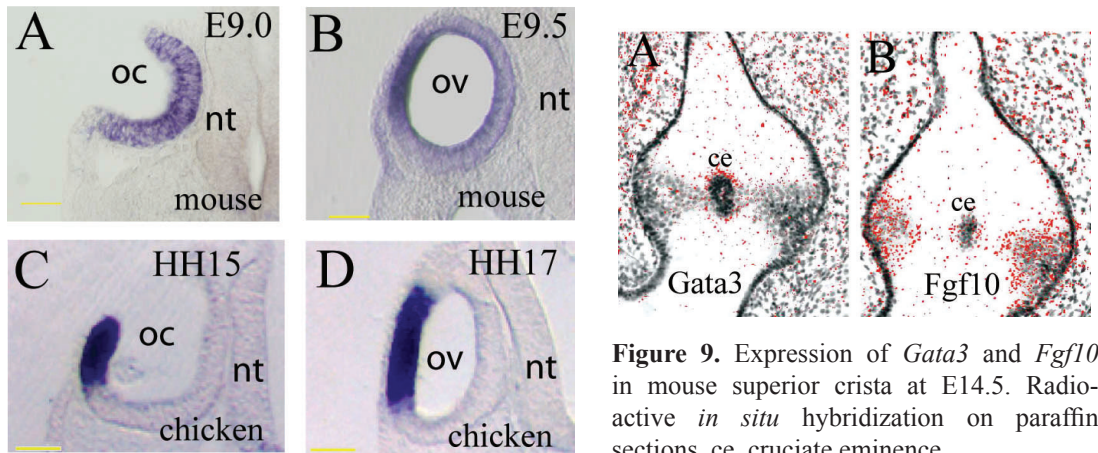 A E9.0
oc
nt
mouse
B E9.5
ov
nt
mouse
C HH15
oc
nt
chicken
D HH17
ov
nt
chicken
A
ce
Gata3
B
ce
Fgf10
Figure 9. Expression of Gata3 and Fgf10
in mouse superior crista at E14.5. Radio-
active in situ hybridization on paraffin
sections. ce, cruciate eminence